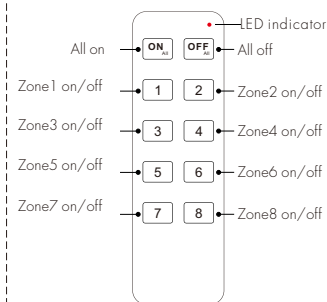 LED indicator
All on ON All OFF All All off
Zone1 on/off 1 2 Zone2 on/off
Zone3 on/off 3 4 Zone4 on/off
Zone5 on/off 5 6 Zone6 on/off
Zone7 on/off 7 8 Zone8 on/off